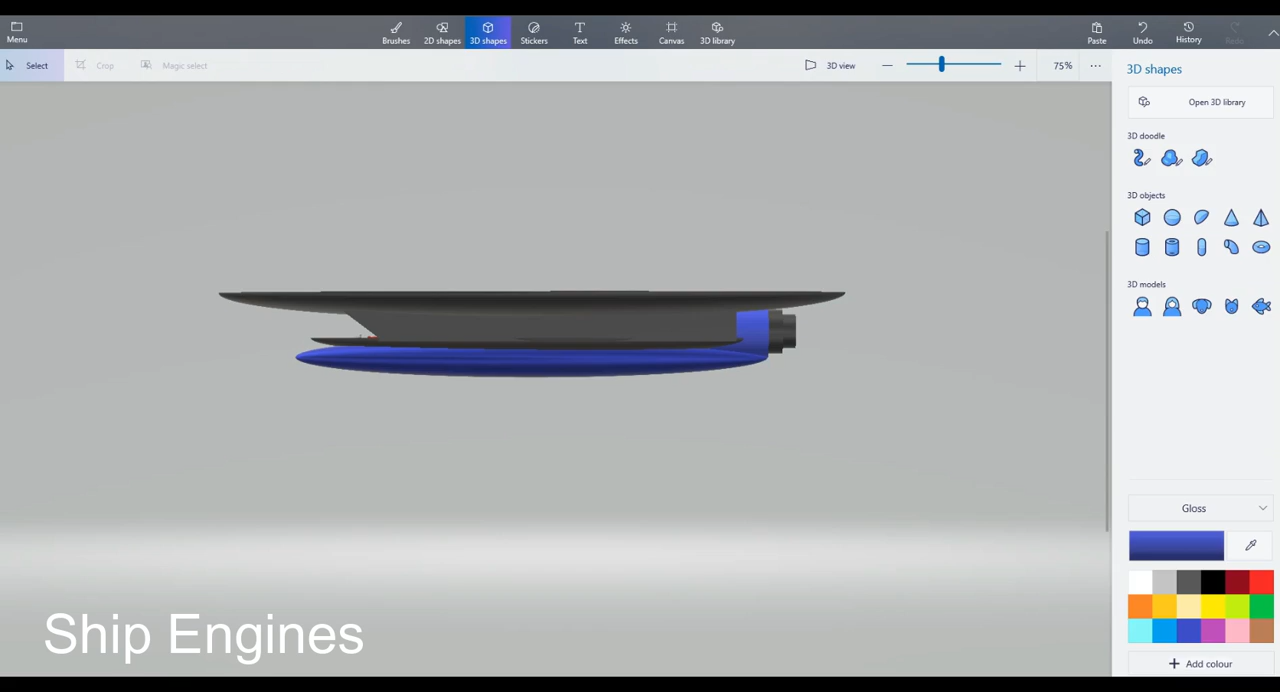 Menu
Brushes
2D shapes
3D shapes
Stickers
Text
Effects
Canvas
3D library
Paste
Undo
History
Redo
Select
Crop
Magic select
3D view
75%
3D shapes
Open 3D library
3D doodle
3D objects
3D models
Gloss
Add colour
Ship Engines